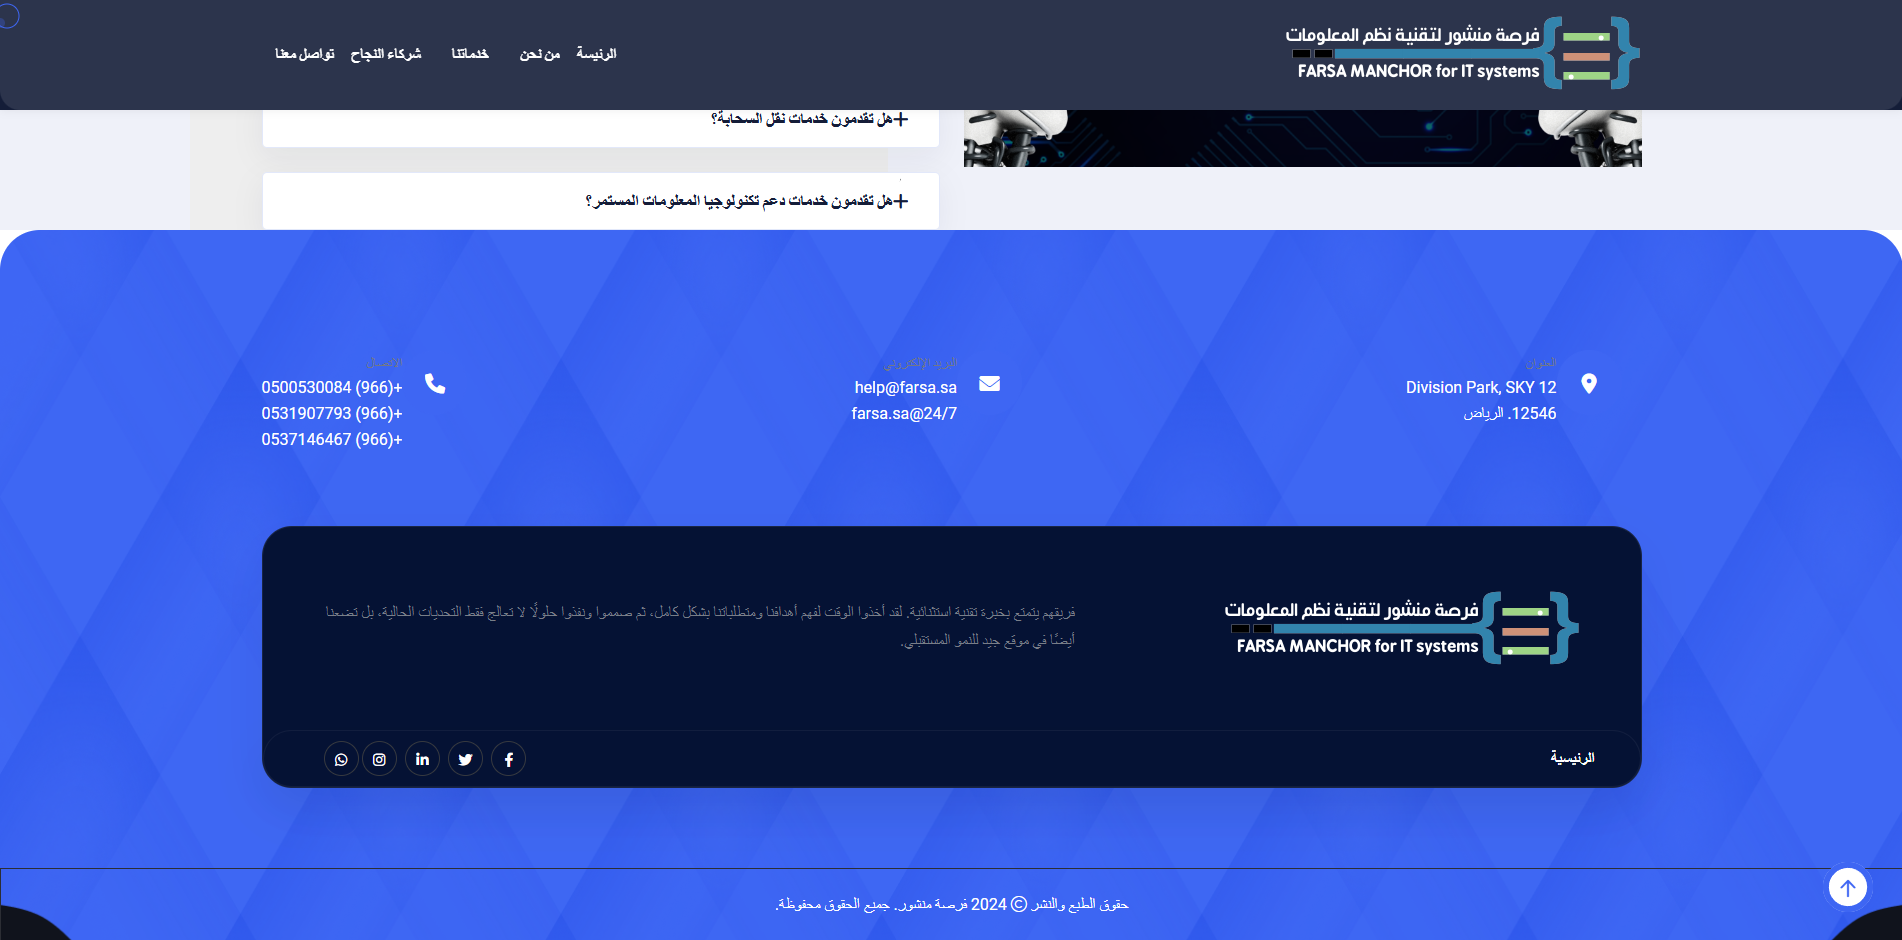 فرصة منشور لتقنية نظم المعلومات
FARSA MANCHOR for IT systems
الرئيسة
من نحن
خدماتنا
شركاء النجاح
تواصل معنا
هل تقدمون خدمات نقل السحابة؟
هل تقدمون خدمات دعم تكنولوجيا المعلومات المستمر؟
العنوان
Division Park, SKY 12
12546. الرياض
البريد الإلكتروني
help@farsa.sa
farsa.sa@24/7
الإتصال
0500530084 (966)+
0531907793 (966)+
0537146467 (966)+
فرصة منشور لتقنية نظم المعلومات
FARSA MANCHOR for IT systems
فريقهم يتمتع بخبرة تقنية استثنائية. لقد أخذوا الوقت لفهم أهدافنا ومتطلباتنا بشكل كامل، ثم صمموا ونفذوا حلولًا لا تعالج فقط التحديات الحالية، بل تضعنا
أيضًا في موقع جيد للنمو المستقبلي.
الرئيسية
حقوق الطبع والنشر © 2024 فرصة منشور. جميع الحقوق محفوظة.